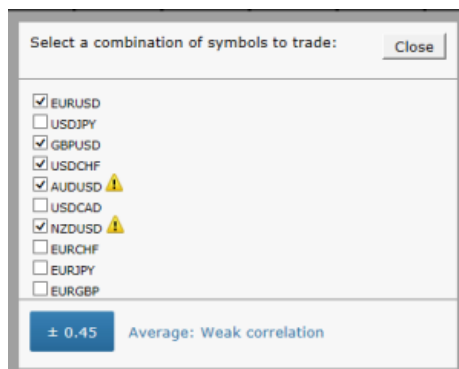 Select a combination of symbols to trade:
Close
EURUSD
USDJPY
GBPUSD
USDCHF
AUDUSD
USDCAD
NZDUSD
EURCHF
EURJPY
EURGBP
± 0.45
Average: Weak correlation